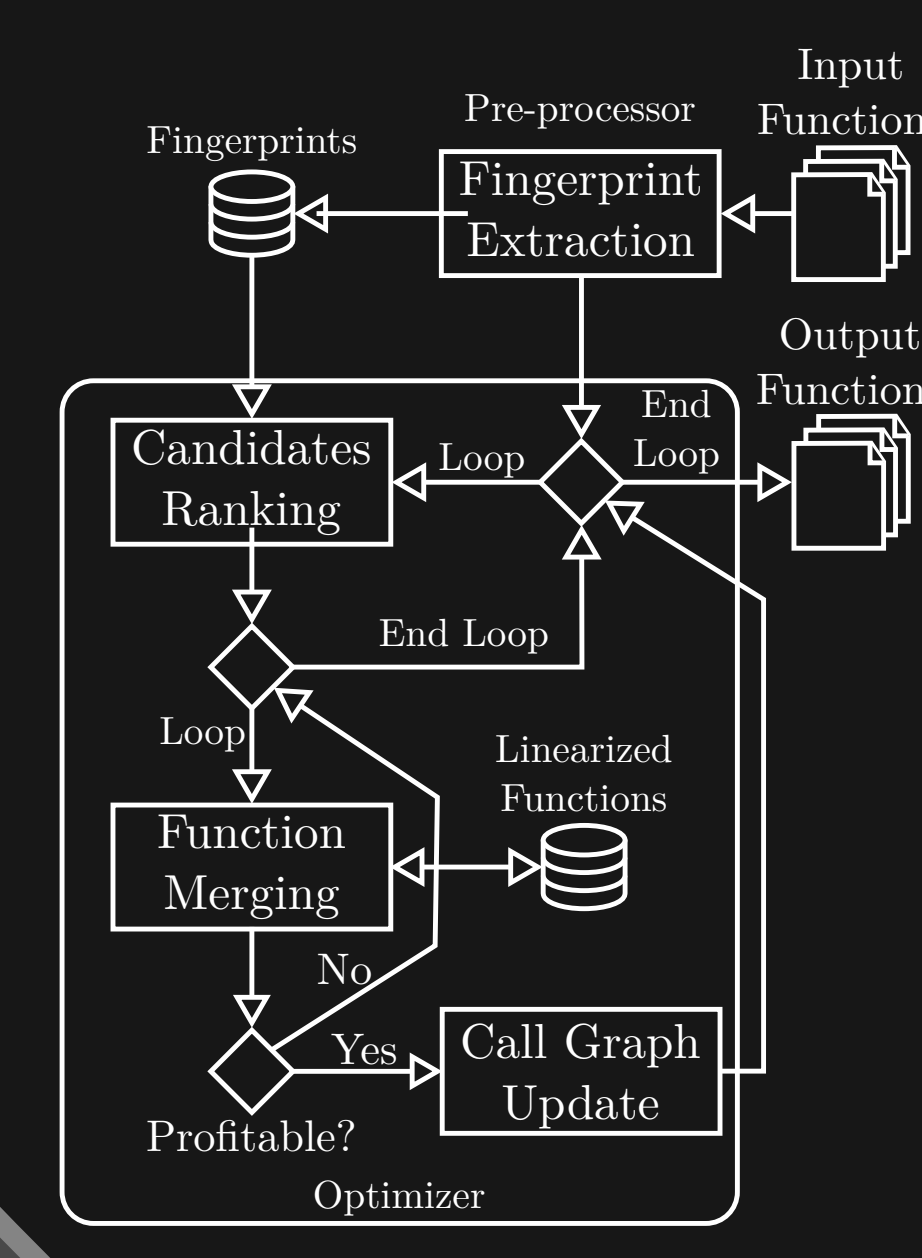 Input
Function
Pre-processor
Fingerprints
Fingerprint
Extraction
Output
Function
End
Loop
Loop
Candidates
Ranking
End Loop
Loop
Linearized
Functions
Function
Merging
No
Yes
Call Graph
Update
Profitable?
Optimizer